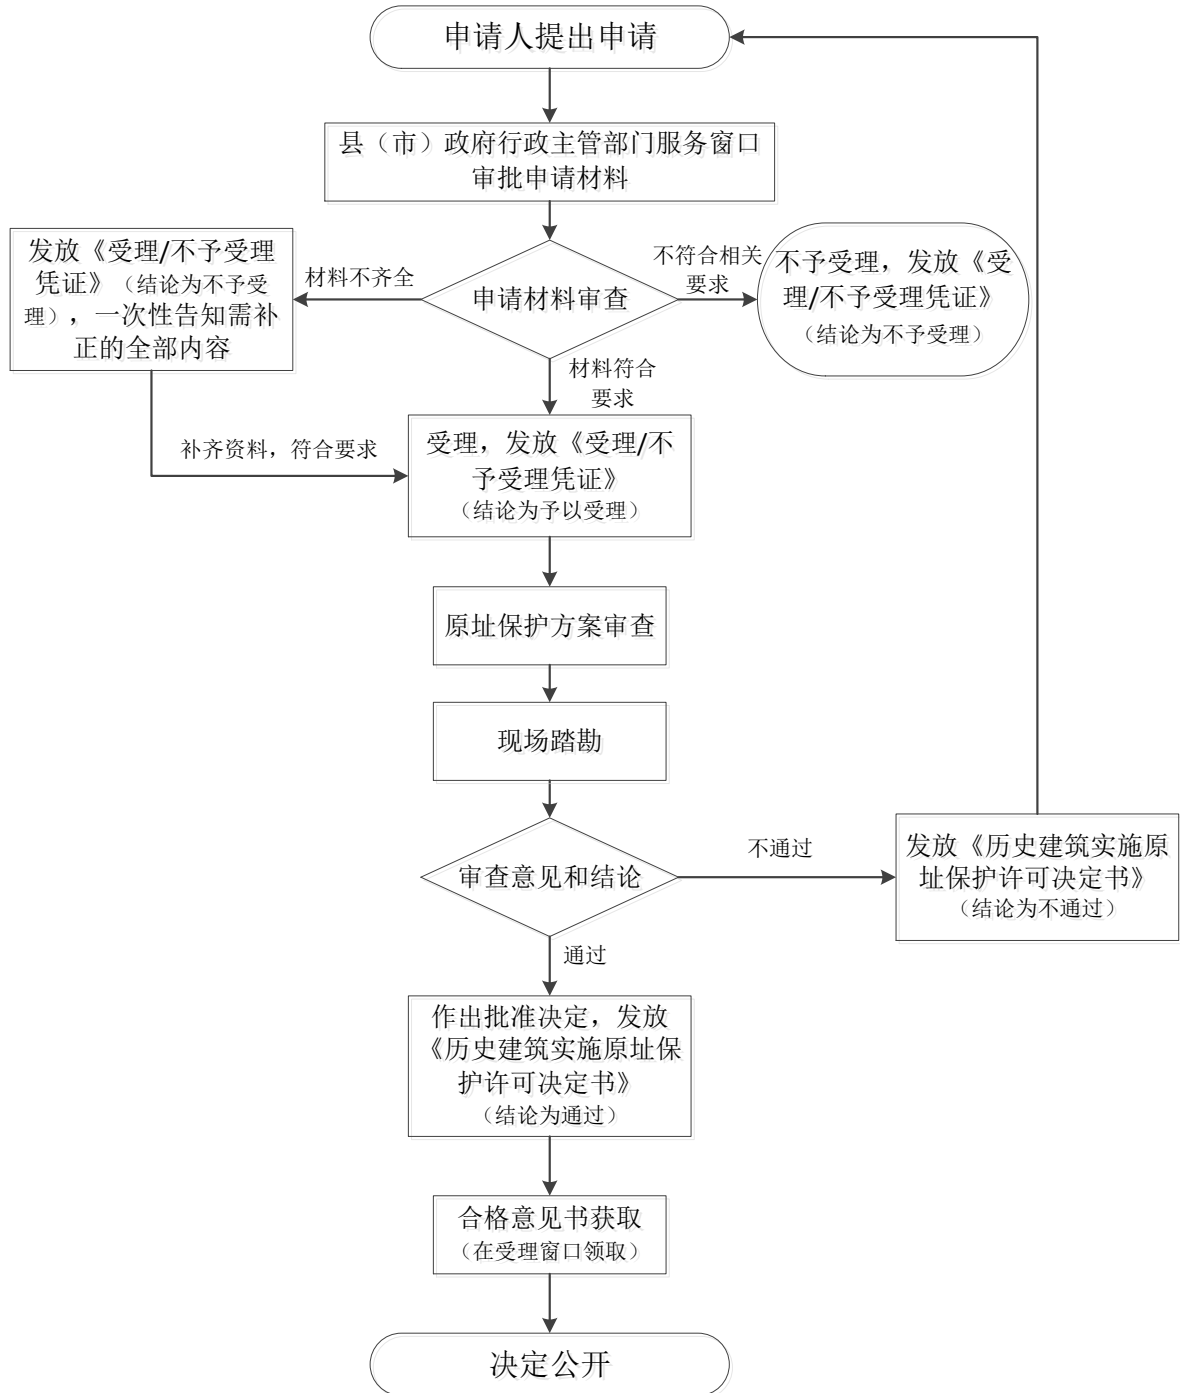 申请人提出申请
县（市）政府行政主管部门服务窗口
审批申请材料
发放《受理/不予受理
凭证》（结论为不予受
理），一次性告知需补
正的全部内容
材料不齐全
申请材料审查
不符合相关
要求
不予受理，发放《受
理/不予受理凭证》
（结论为不予受理）
材料符合
要求
补齐资料，符合要求
受理，发放《受理/不
予受理凭证》
（结论为予以受理）
原址保护方案审查
现场踏勘
审查意见和结论
不通过
发放《历史建筑实施原
址保护许可决定书》
（结论为不通过）
通过
作出批准决定，发放
《历史建筑实施原址保
护许可决定书》
（结论为通过）
合格意见书获取
（在受理窗口领取）
决定公开